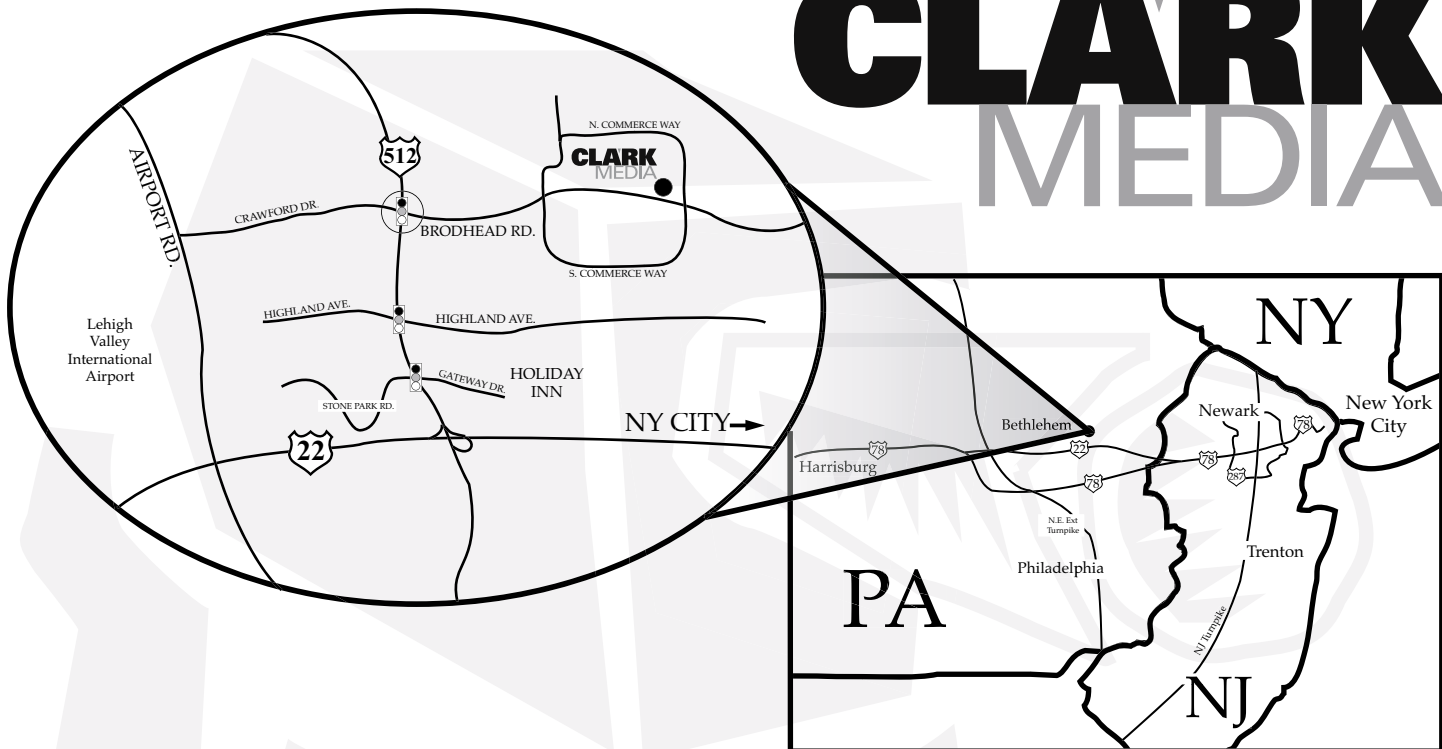 CLARK
MEDIA
N. COMMERCE WAY
CLARK
MEDIA
512
AIRPORT RD.
CRAWFORD DR.
BRODHEAD RD.
S. COMMERCE WAY
HIGHLAND AVE.
HIGHLAND AVE.
Lehigh
Valley
International
Airport
GATEWAY DR.
HOLIDAY
INN
STONE PARK RD.
NY CITY
22
NY
New York
City
Newark
Bethlehem
78
78
22
78
78
287
Harrisburg
N.E. Ext
Turnpike
Trenton
Philadelphia
PA
NJ Turnpike
NJ